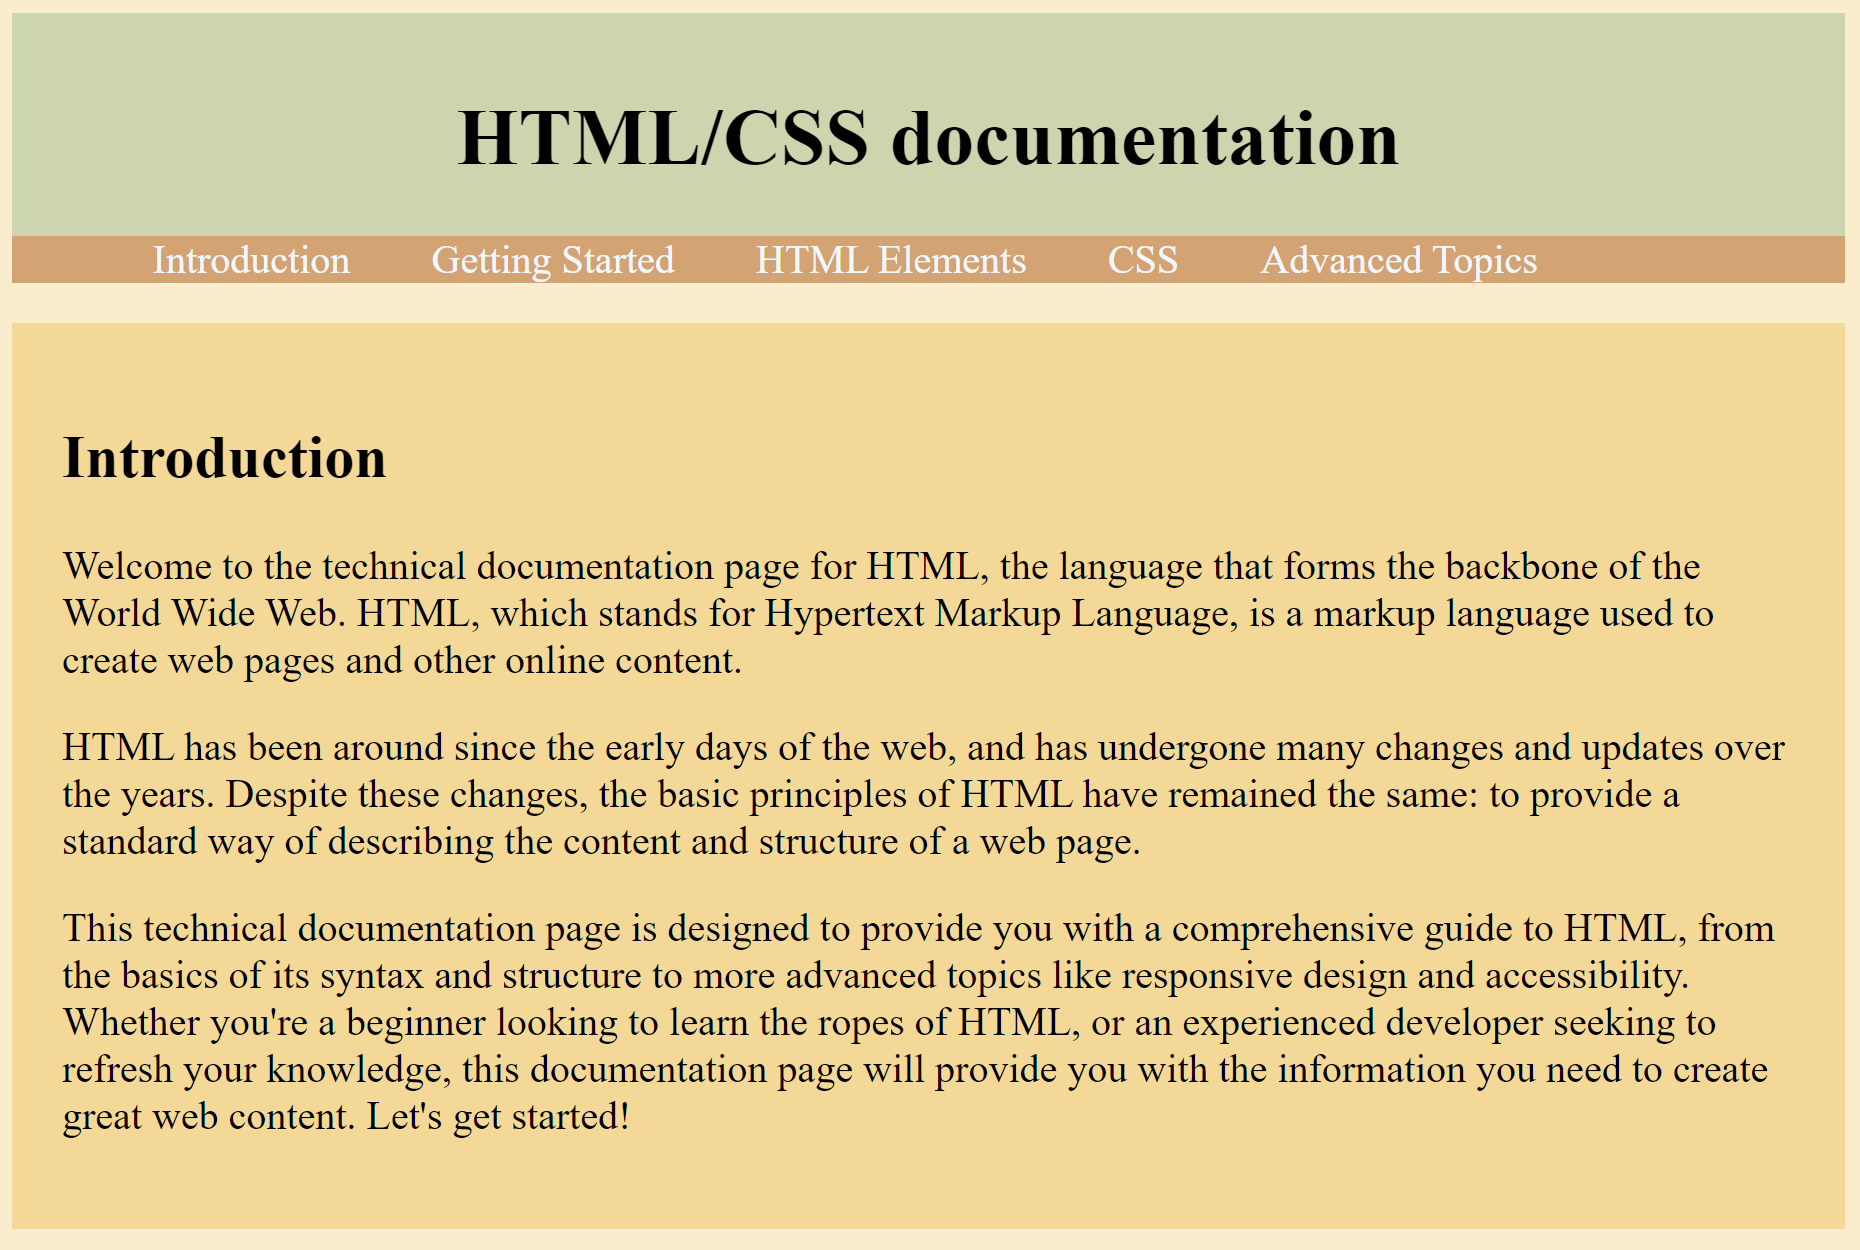 HTML/CSS documentation
Introduction Getting Started HTML Elements CSS Advanced Topics
Introduction
Welcome to the technical documentation page for HTML, the language that forms the backbone of the
World Wide Web. HTML, which stands for Hypertext Markup Language, is a markup language used to
create web pages and other online content.
HTML has been around since the early days of the web, and has undergone many changes and updates over
the years. Despite these changes, the basic principles of HTML have remained the same: to provide a
standard way of describing the content and structure of a web page.
This technical documentation page is designed to provide you with a comprehensive guide to HTML, from
the basics of its syntax and structure to more advanced topics like responsive design and accessibility.
Whether you're a beginner looking to learn the ropes of HTML, or an experienced developer seeking to
refresh your knowledge, this documentation page will provide you with the information you need to create
great web content. Let's get started!